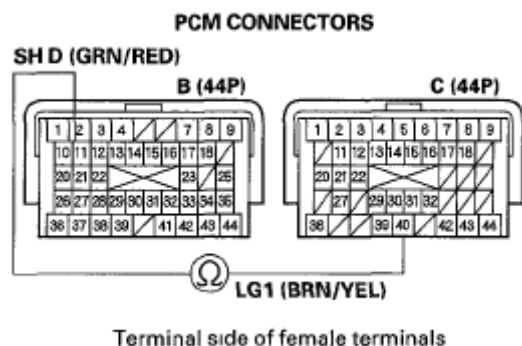 PCM CONNECTORS
SH D (GRN/RED)
B (44P) C (44P)
1 2 3 4 7 8 9 1 2 3 4 5 6 7 8 9
10 11 12 13 14 15 16 17 18 11 12 13 14 15 16 17 18
20 21 22 23 25 20 21 22
26 27 28 29 30 31 32 33 34 35 27 29 30 31 32
36 37 38 39 41 42 43 44 36 39 40 42 43 44
Ω
LG1 (BRN/YEL)
Terminal side of female terminals